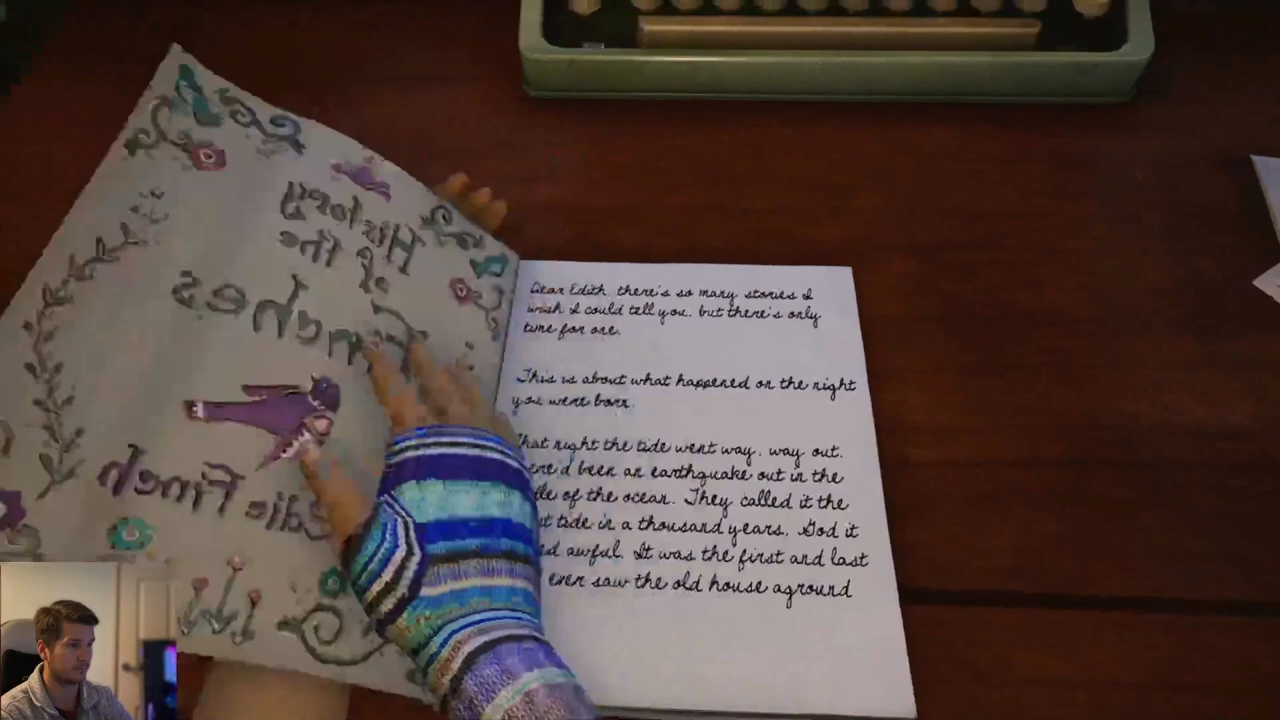 History
of the
Finches
Edie Finch
Dear Edith, there's so many stories I
wish I could tell you, but there's only
time for one.
This is about what happened on the night
you were born.
That night the tide went way, way out.
been an earthquake out in the
of the ocean. They called it the
tide in a thousand years. God it
awful. It was the first and last
ever saw the old house aground